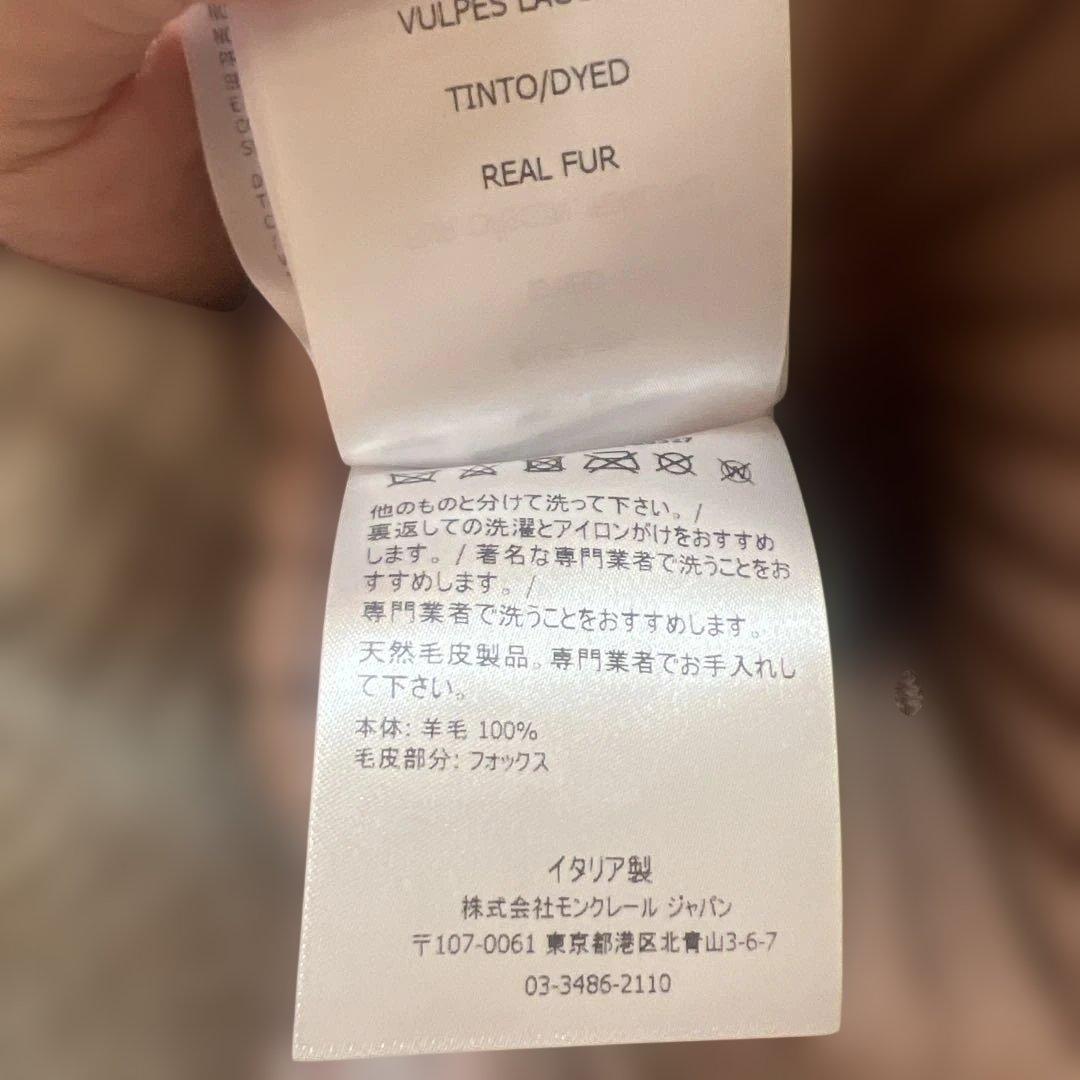 VULPES
TINTO/DYED
REAL FUR
他のものと分けて洗って下さい。/
裏返しての洗濯とアイロンがけをおすすめ
します。/ 著名な専門業者で洗うことをお
すすめします。/
専門業者で洗うことをおすすめします。
天然毛皮製品。専門業者でお手入れし
て下さい。
本体: 羊毛 100%
毛皮部分: フォックス
イタリア製
株式会社モンクレール ジャパン
〒107-0061 東京都港区北青山3-6-7
03-3486-2110